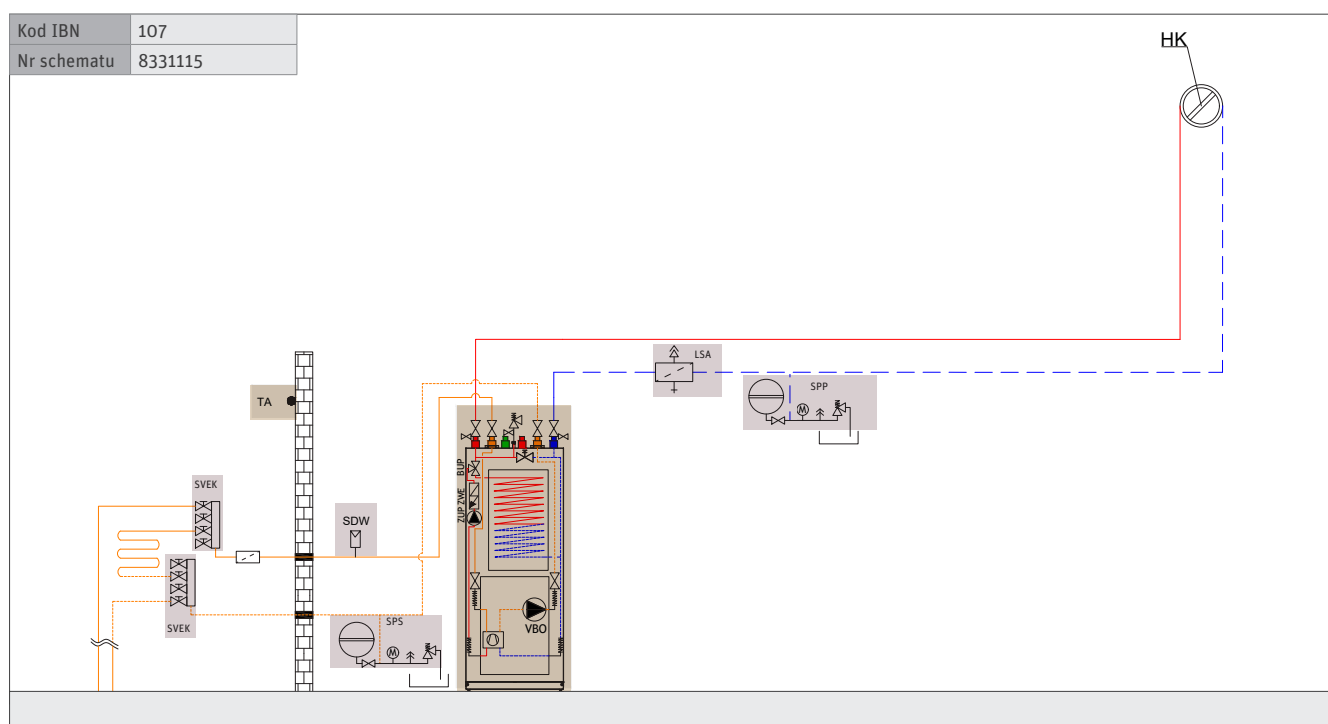 Kod IBN 107
Nr schematu 8331115
HK
LSA
SPP
M
TA
BUP
ZUP ZWE
SVEK
SDW
SVEK
SPS
M
VBO